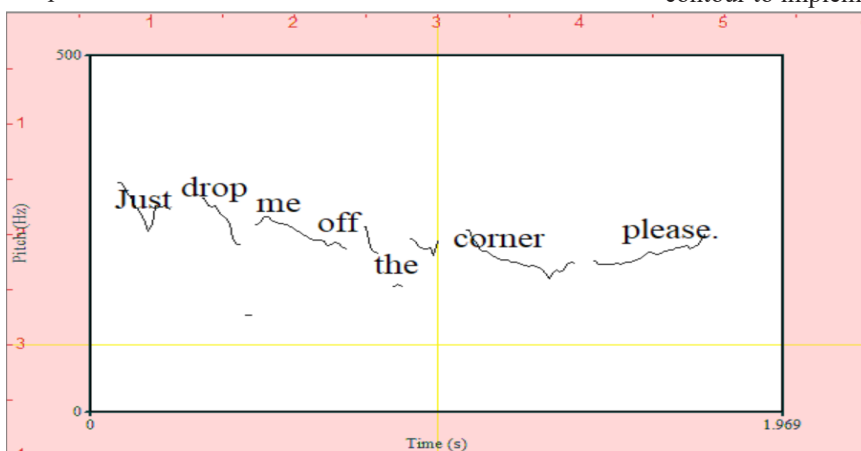 contour to implem
1 2 3 4 5
500
1
Just drop me off the corner please.
Pitch(Hz)
3
0
0 1.969
Time (s)